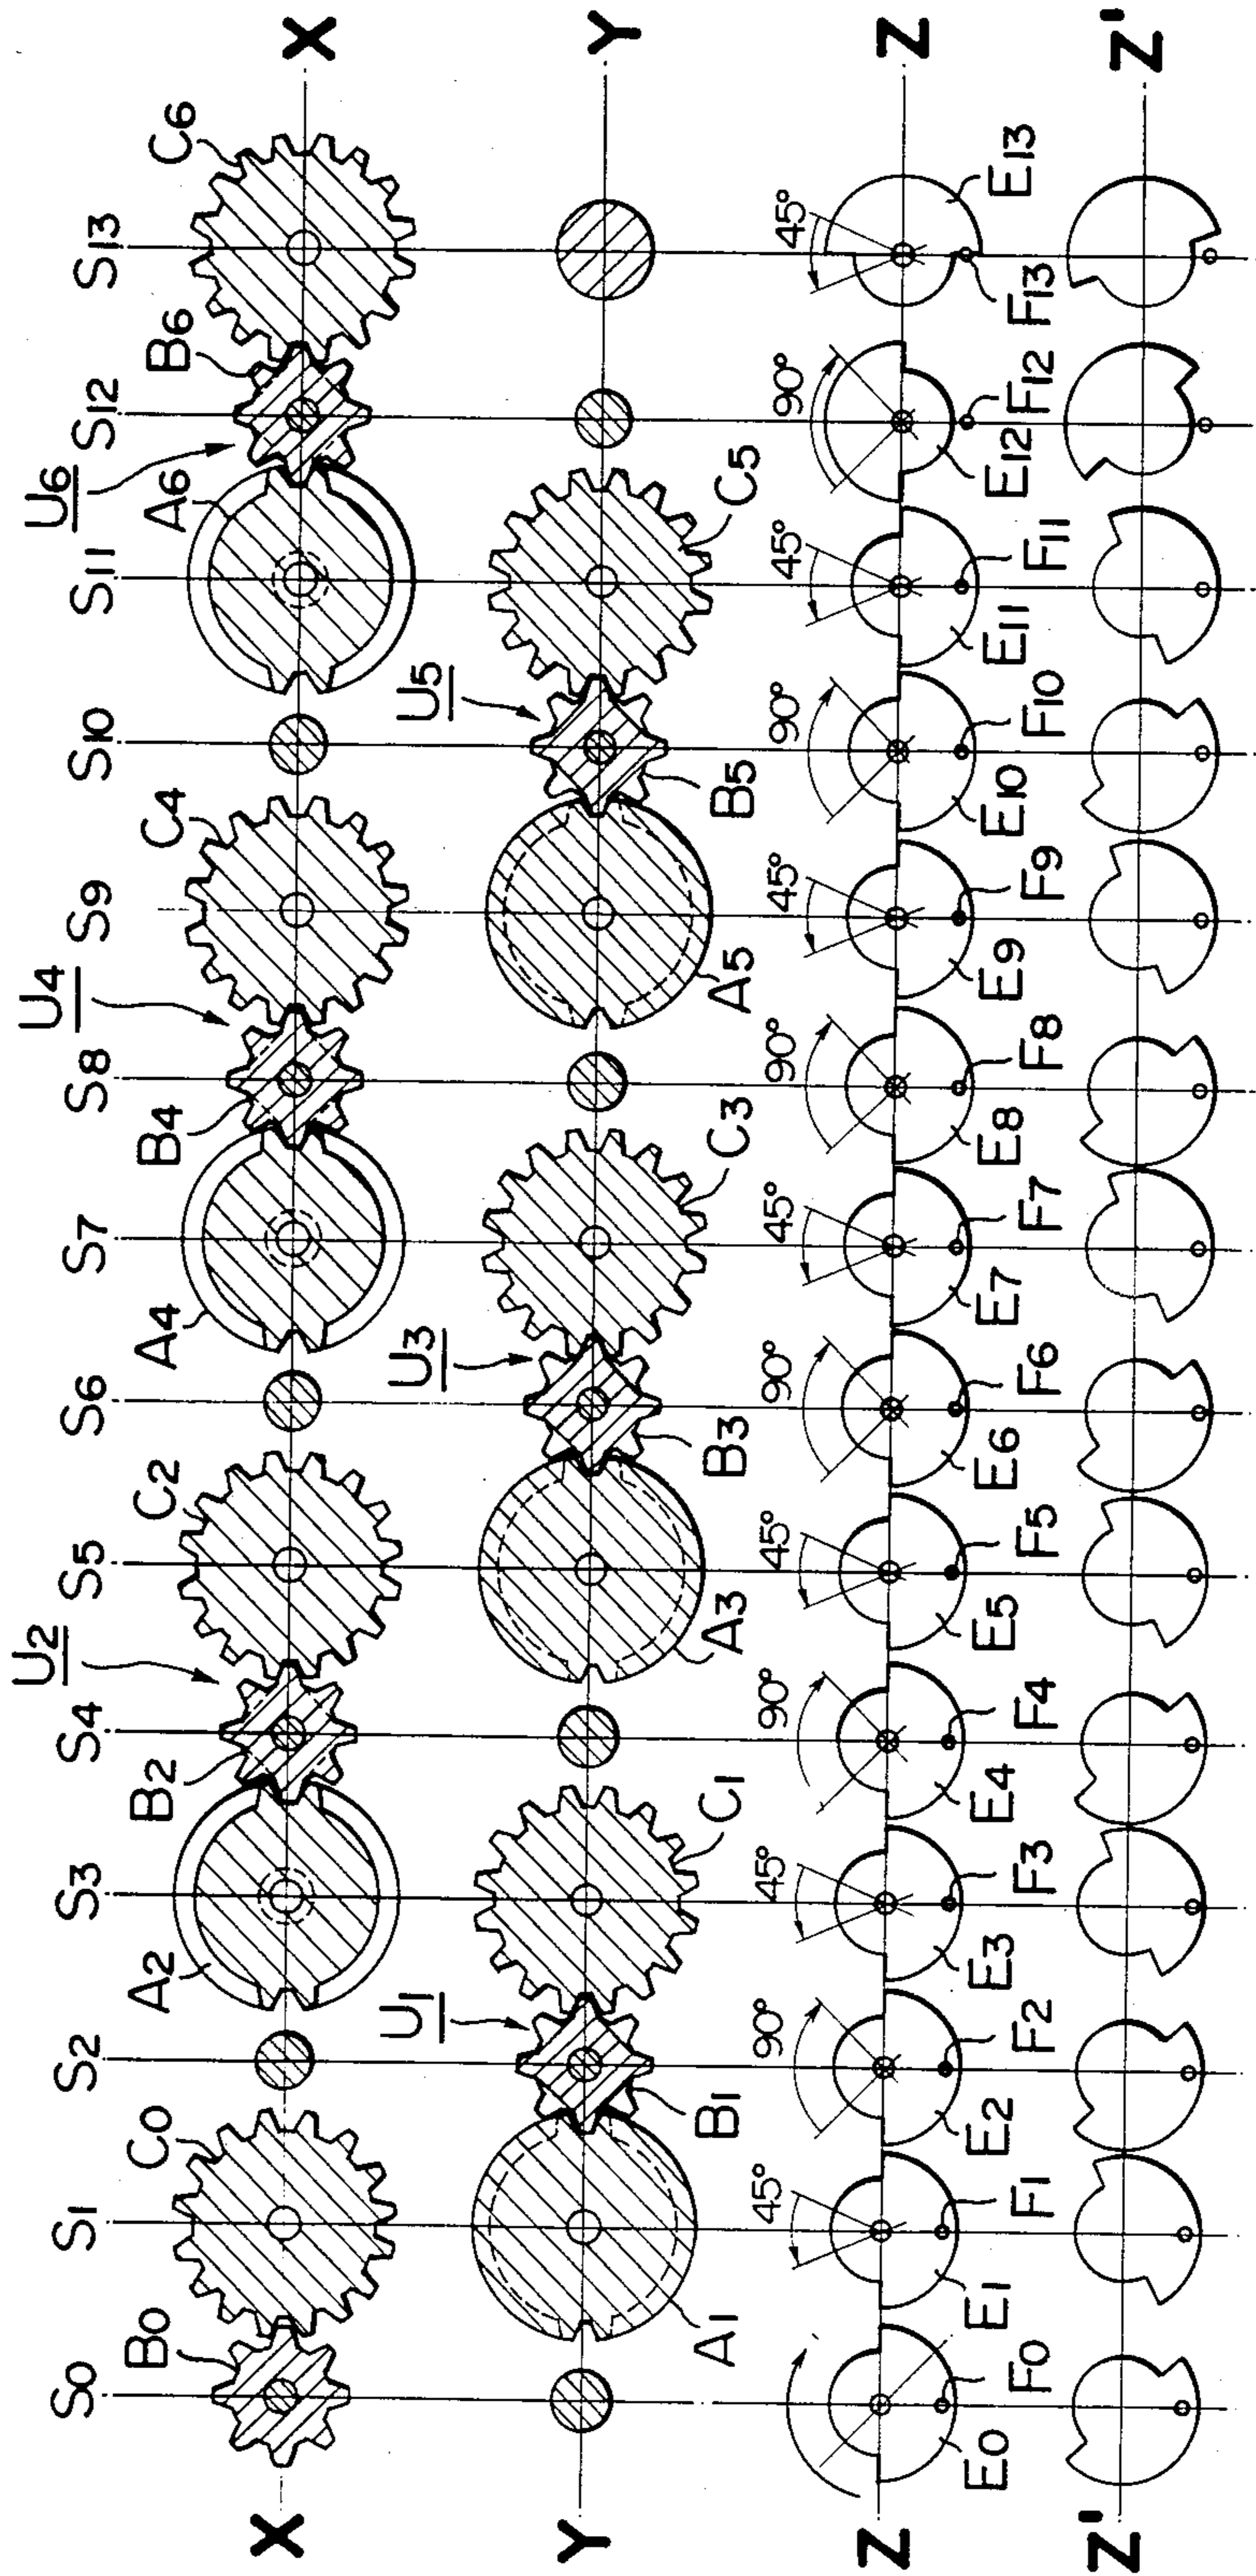 S0 S1 S2 S3 S4 S5 S6 S7 S8 S9 S10 S11 S12 S13
U2 U4 U6
B0 C0 A2 B2 C2 A4 B4 C4 A6 B6 C6
X X
U1 U3 U5
Y Y
A1 B1 C1 A3 B3 C3 A5 B5 C5
45° 90° 45° 90° 45° 90° 45° 90° 45° 90° 45° 90° 45°
Z Z
E0 F0 E1 F1 E2 F2 E3 F3 E4 F4 E5 F5 E6 F6 E7 F7 E8 F8 E9 F9 E10 F10 E11 F11 E12 F12 F13 E13
Z' Z'